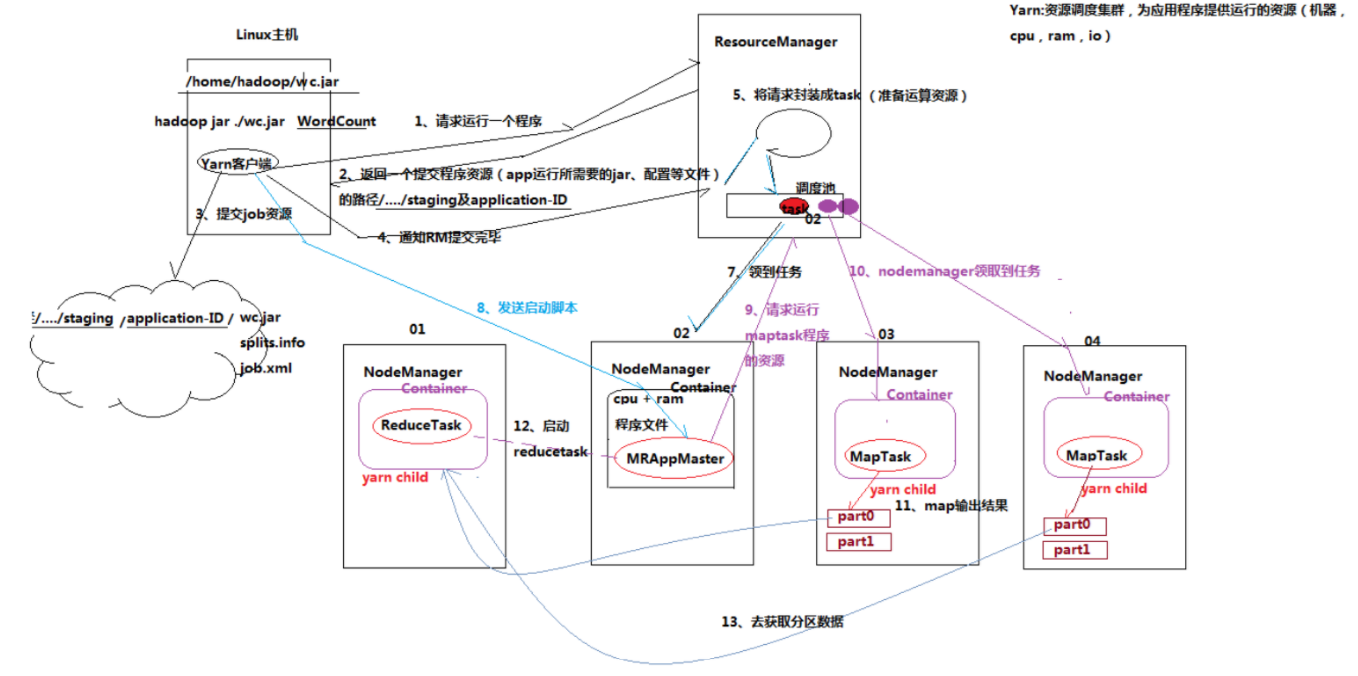 Yarn:资源调度集群，为应用程序提供运行的资源（机器，
cpu，ram，io）
Linux主机
/home/hadoop/wc.jar
hadoop jar ./wc.jar WordCount
Yarn客户端
ResourceManager
5、将请求封装成task （准备运算资源）
调度池
task
02
1、请求运行一个程序
2、返回一个提交程序资源（app运行所需要的jar、配置等文件）
的路径/..../staging及application-ID
3、提交job资源
4、通知RM提交完毕
7、领到任务
10、nodemanager领取到任务
8、发送启动脚本
9、请求运行
maptask程序
的资源
/..../staging /application-ID / wc.jar
splits.info
job.xml
01
NodeManager
Container
ReduceTask
yarn child
12、启动
reducetask
02
NodeManager
Container
cpu + ram
程序文件
MRAppMaster
03
NodeManager
Container
MapTask
yarn child
11、map输出结果
part0
part1
04
NodeManager
Container
MapTask
yarn child
part0
part1
13、去获取分区数据